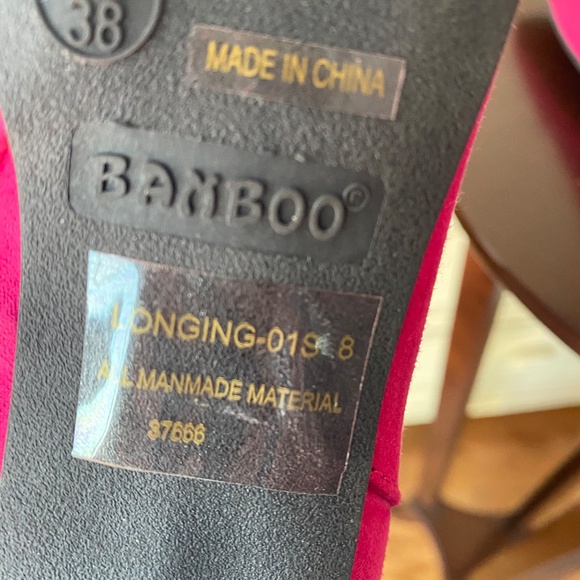 38
MADE IN CHINA
BAMBOO®
LONGING-01S 8
ALL MANMADE MATERIAL
37666